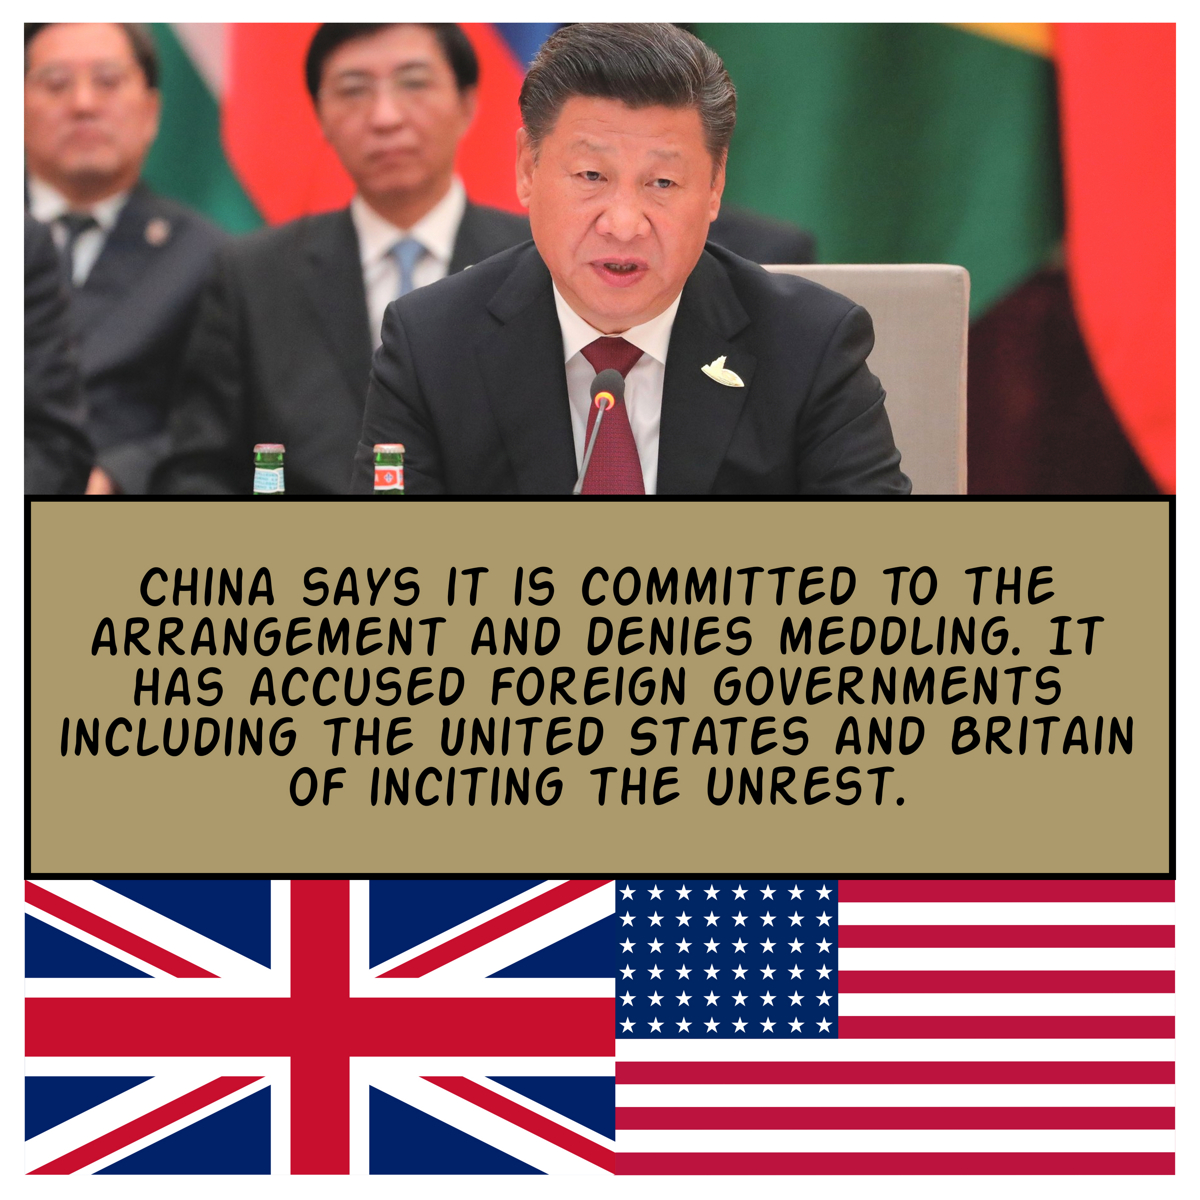 CHINA SAYS IT IS COMMITTED TO THE
ARRANGEMENT AND DENIES MEDDLING. IT
HAS ACCUSED FOREIGN GOVERNMENTS
INCLUDING THE UNITED STATES AND BRITAIN
OF INCITING THE UNREST.